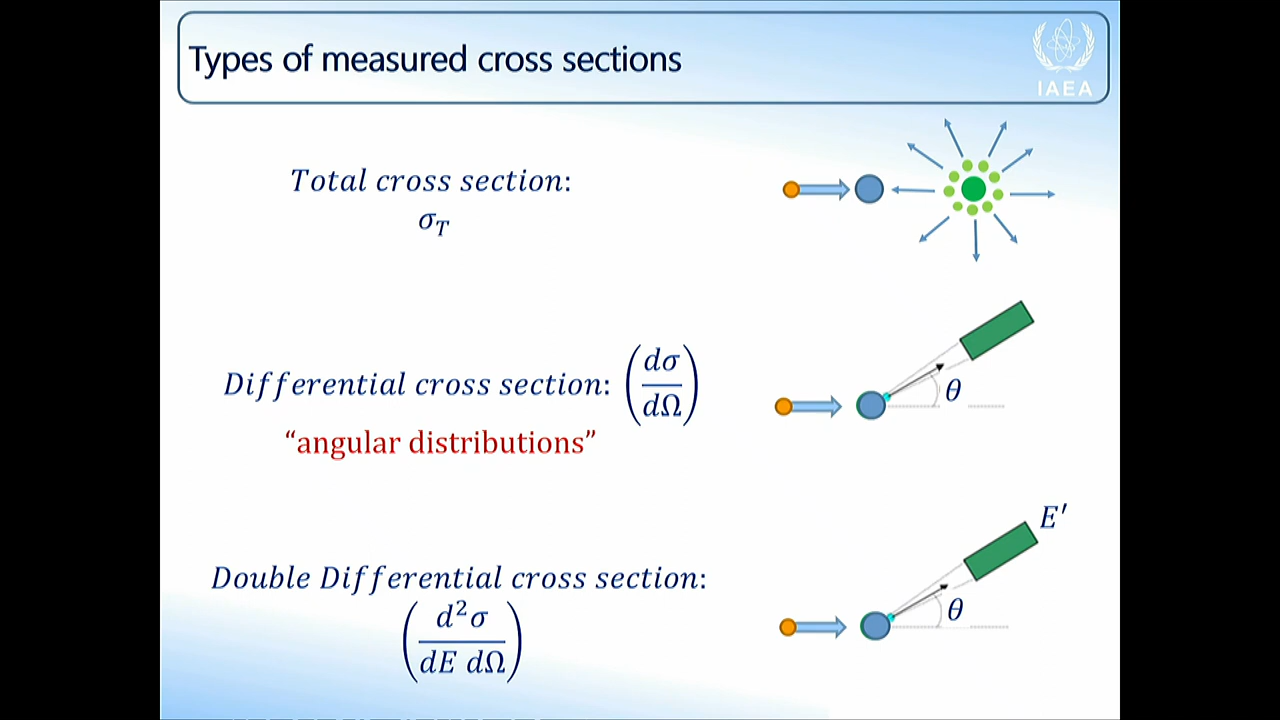 Types of measured cross sections
IAEA
Total cross section:
σ_T
Differential cross section: (dσ/dΩ)
θ
“angular distributions”
E′
Double Differential cross section:
θ
(d²σ/dE dΩ)